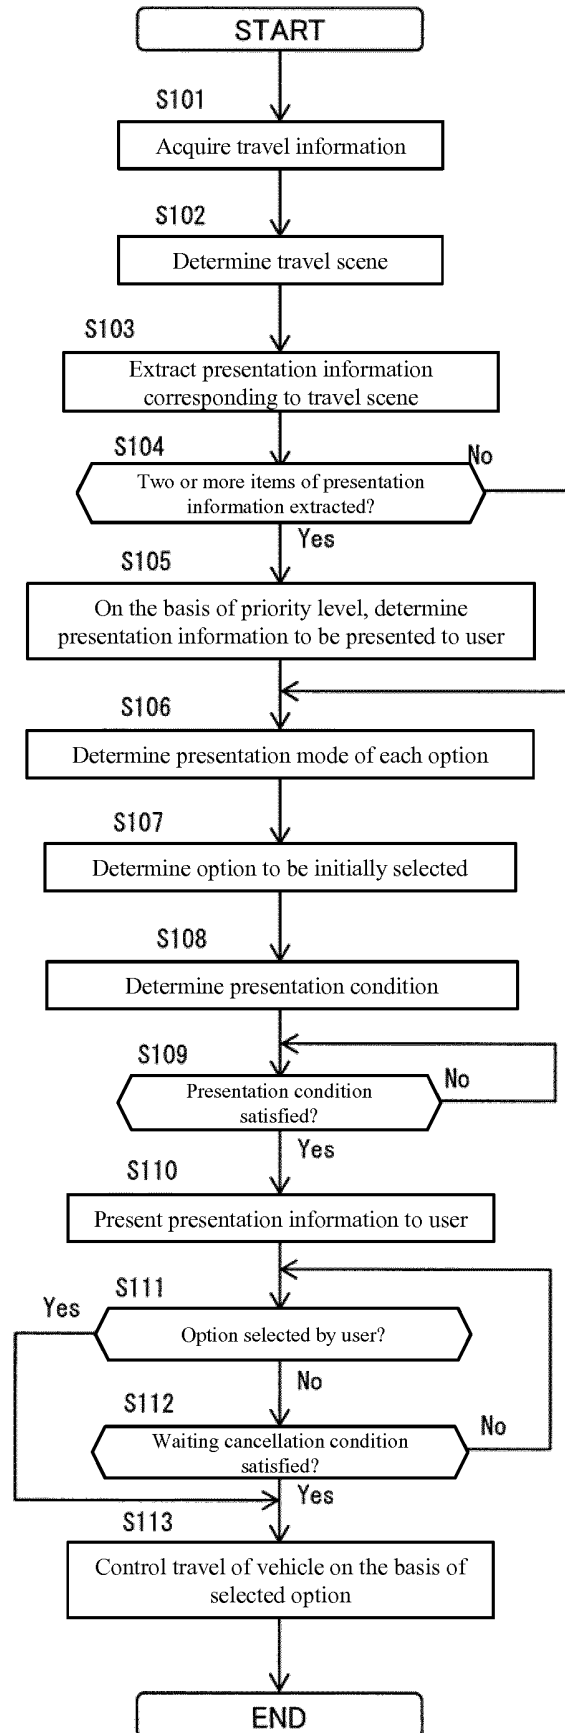 START
S101
Acquire travel information
S102
Determine travel scene
S103
Extract presentation information
corresponding to travel scene
S104
No
Two or more items of presentation
information extracted?
Yes
S105
On the basis of priority level, determine
presentation information to be presented to user
S106
Determine presentation mode of each option
S107
Determine option to be initially selected
S108
Determine presentation condition
S109
No
Presentation condition
satisfied?
Yes
S110
Present presentation information to user
S111
Yes
Option selected by user?
No
S112
No
Waiting cancellation condition
satisfied?
Yes
S113
Control travel of vehicle on the basis of
selected option
END